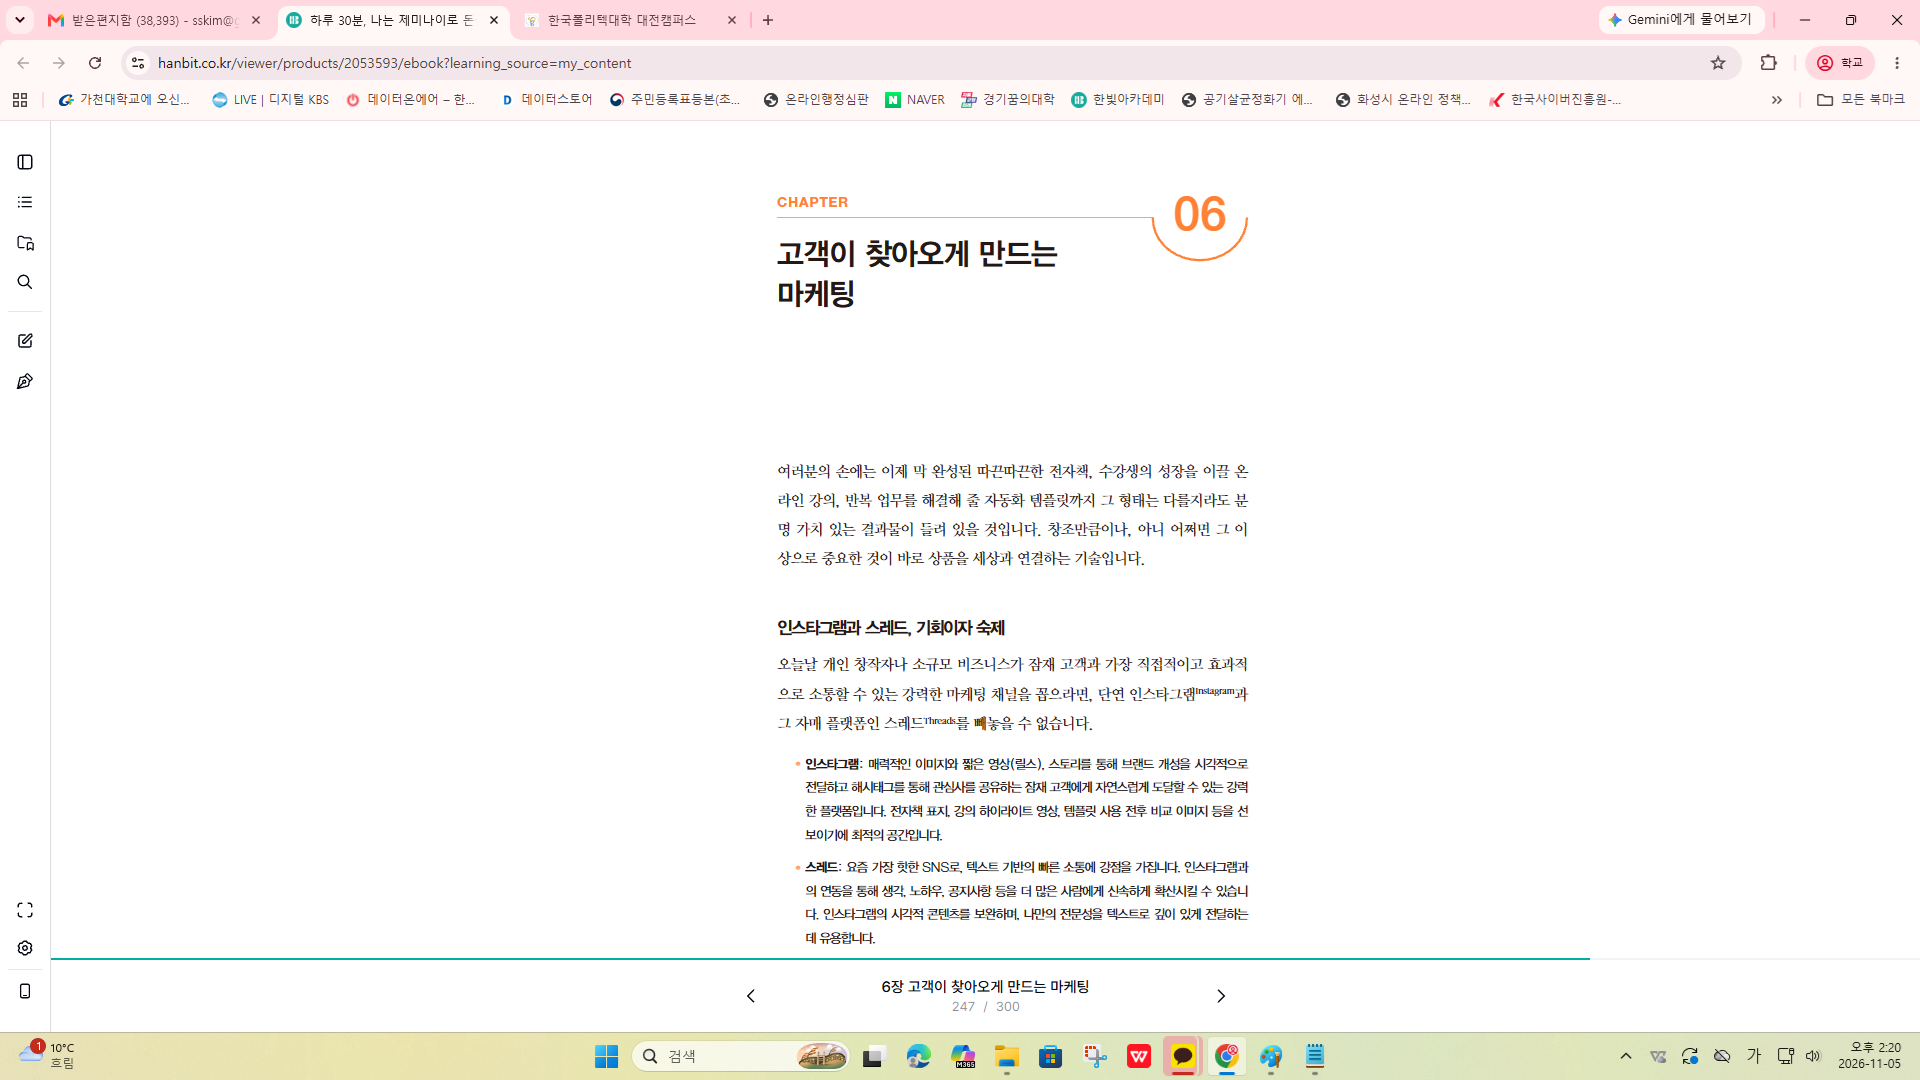 받은편지함 (38,393) - sskim@
하루 30분, 나는 제미나이로 돈
한국폴리텍대학 대전캠퍼스
Gemini에게 물어보기
hanbit.co.kr/viewer/products/2053593/ebook?learning_source=my_content
학교
가천대학교에 오신...
LIVE | 디지털 KBS
데이터온에어 – 한...
데이터스토어
주민등록표등본(초...
온라인행정심판
NAVER
경기꿈의대학
한빛아카데미
공기살균정화기 에...
화성시 온라인 정책...
한국사이버진흥원-...
모든 북마크
CHAPTER
06
고객이 찾아오게 만드는
마케팅
여러분의 손에는 이제 막 완성된 따끈따끈한 전자책, 수강생의 성장을 이끌 온
라인 강의, 반복 업무를 해결해 줄 자동화 템플릿까지 그 형태는 다를지라도 분
명 가치 있는 결과물이 들려 있을 것입니다. 창조만큼이나, 아니 어쩌면 그 이
상으로 중요한 것이 바로 상품을 세상과 연결하는 기술입니다.
인스타그램과 스레드, 기회이자 숙제
오늘날 개인 창작자나 소규모 비즈니스가 잠재 고객과 가장 직접적이고 효과적
으로 소통할 수 있는 강력한 마케팅 채널을 꼽으라면, 단연 인스타그램Instagram과
그 자매 플랫폼인 스레드Threads를 빼놓을 수 없습니다.
• 인스타그램: 매력적인 이미지와 짧은 영상(릴스), 스토리를 통해 브랜드 개성을 시각적으로
전달하고 해시태그를 통해 관심사를 공유하는 잠재 고객에게 자연스럽게 도달할 수 있는 강력
한 플랫폼입니다. 전자책 표지, 강의 하이라이트 영상, 템플릿 사용 전후 비교 이미지 등을 선
보이기에 최적의 공간입니다.
• 스레드: 요즘 가장 핫한 SNS로, 텍스트 기반의 빠른 소통에 강점을 가집니다. 인스타그램과
의 연동을 통해 생각, 노하우, 공지사항 등을 더 많은 사람에게 신속하게 확산시킬 수 있습니
다. 인스타그램의 시각적 콘텐츠를 보완하며, 나만의 전문성을 텍스트로 깊이 있게 전달하는
데 유용합니다.
6장 고객이 찾아오게 만드는 마케팅
247 / 300
1
10°C
흐림
검색
M365
가
오후 2:20
2026-11-05